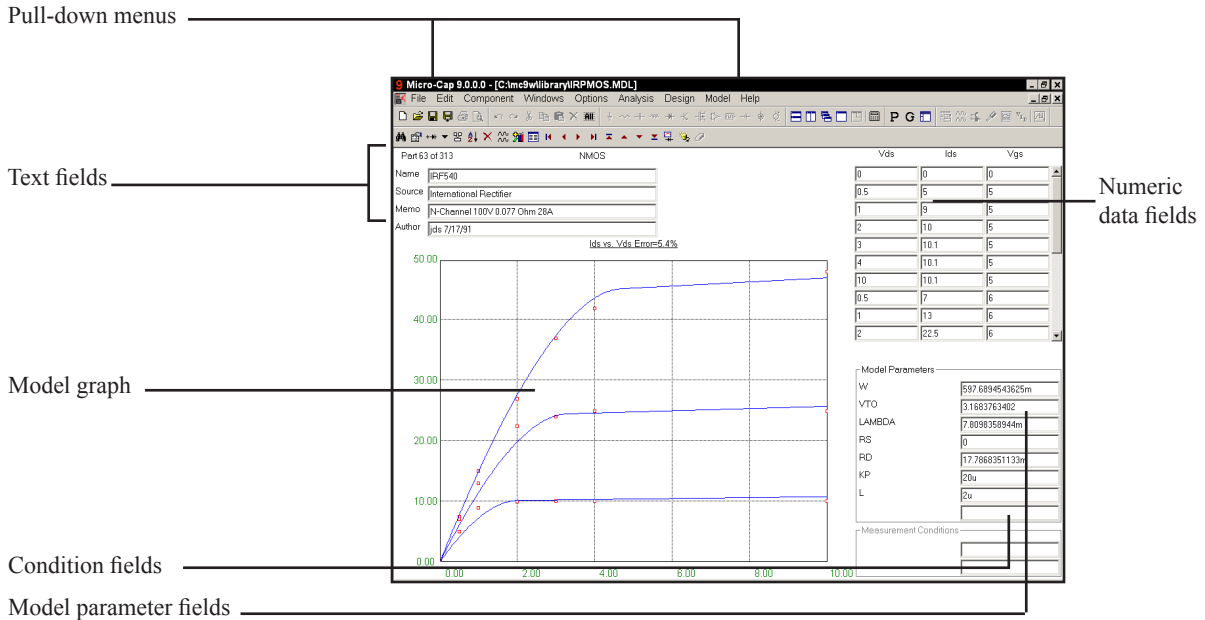 Pull-down menus
9 Micro-Cap 9.0.0.0 - [C:\mc9w\library\IRPMOS.MDL]
File Edit Component Windows Options Analysis Design Model Help
P G
Text fields
Part 63 of 313 NMOS
Name IRF540
Source International Rectifier
Memo N-Channel 100V 0.077 Ohm 28A
Author jds 7/17/91
Vds Ids Vgs
0 0 0
0.5 5 5
1 9 5
2 10 5
3 10.1 5
4 10.1 5
10 10.1 5
0.5 7 6
1 13 6
2 22.5 6
Numeric
data fields
Ids vs. Vds Error=5.4%
50.00
40.00
30.00
20.00
10.00
0.00
0.00 2.00 4.00 6.00 8.00 10.00
Model graph
Model Parameters
W 597.6894543625m
VTO 3.1683763402
LAMBDA 7.8098358944m
RS 0
RD 17.7868351133m
KP 20u
L 2u
Measurement Conditions
Condition fields
Model parameter fields